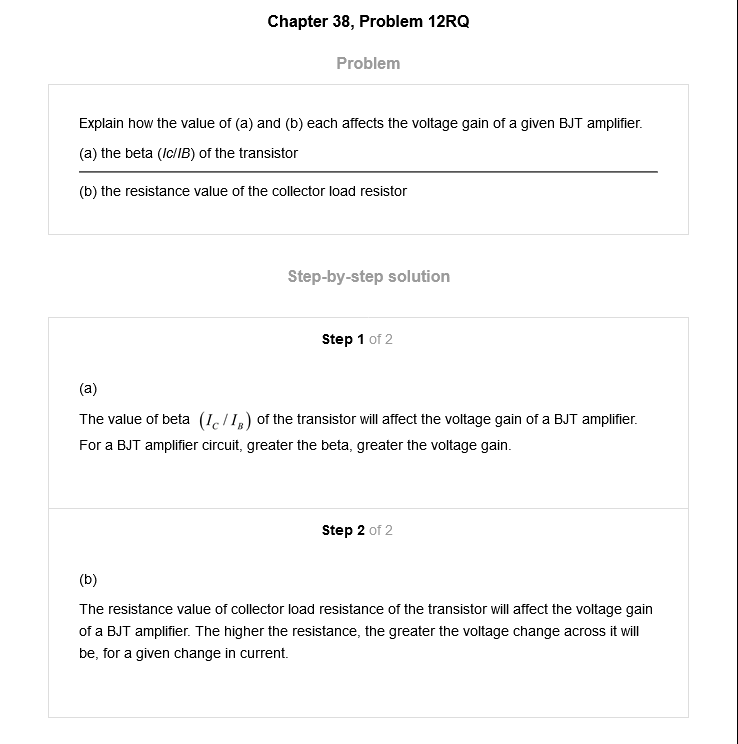 Chapter 38, Problem 12RQ
Problem
Explain how the value of (a) and (b) each affects the voltage gain of a given BJT amplifier.
(a) the beta (Ic/IB) of the transistor
(b) the resistance value of the collector load resistor
Step-by-step solution
Step 1 of 2
(a)
The value of beta (I_C / I_B) of the transistor will affect the voltage gain of a BJT amplifier.
For a BJT amplifier circuit, greater the beta, greater the voltage gain.
Step 2 of 2
(b)
The resistance value of collector load resistance of the transistor will affect the voltage gain
of a BJT amplifier. The higher the resistance, the greater the voltage change across it will
be, for a given change in current.